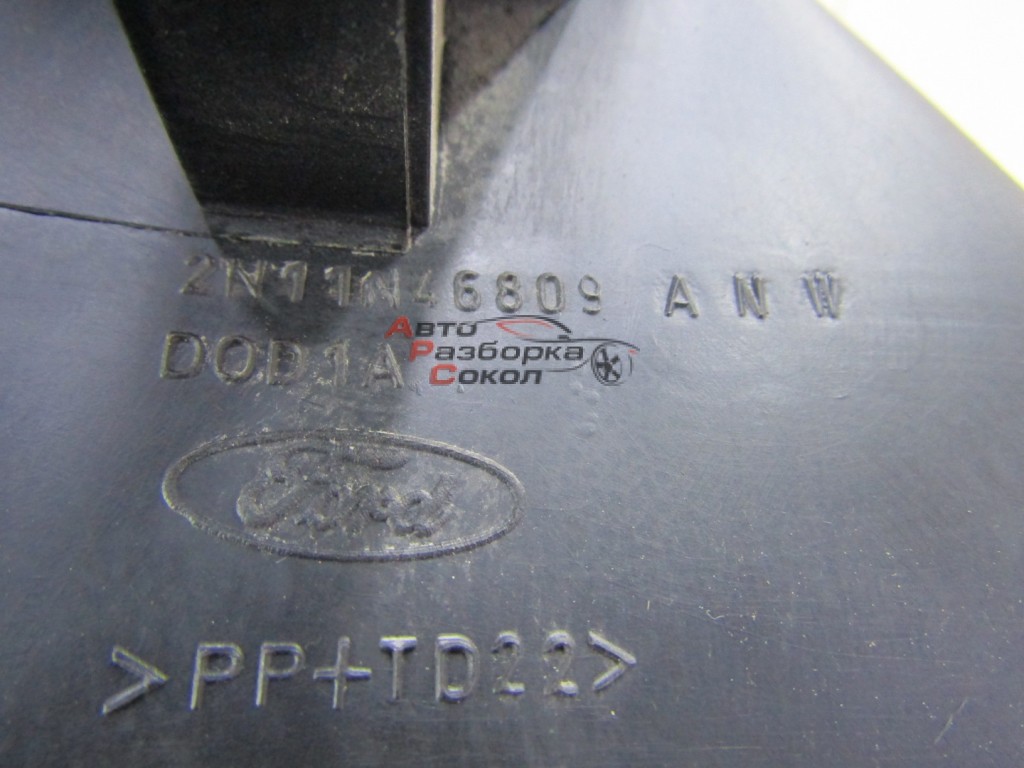 2N11N46809 ANW
DOD1A
Авто
Разборка
Сокол
Ford
>PP+TD22>